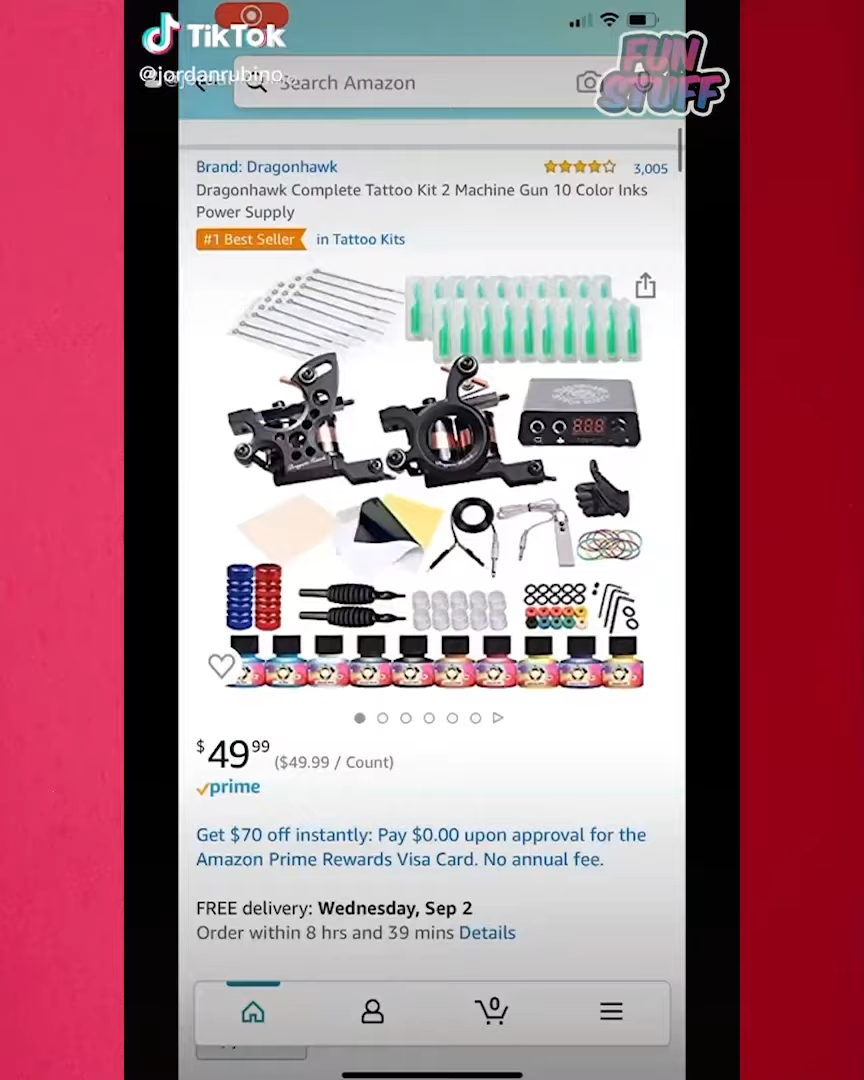 TikTok
@jordanrubino
FUN
STUFF
Search Amazon
Brand: Dragonhawk
3,005
Dragonhawk Complete Tattoo Kit 2 Machine Gun 10 Color Inks
Power Supply
#1 Best Seller in Tattoo Kits
$49.99 ($49.99 / Count)
prime
Get $70 off instantly: Pay $0.00 upon approval for the
Amazon Prime Rewards Visa Card. No annual fee.
FREE delivery: Wednesday, Sep 2
Order within 8 hrs and 39 mins Details
0